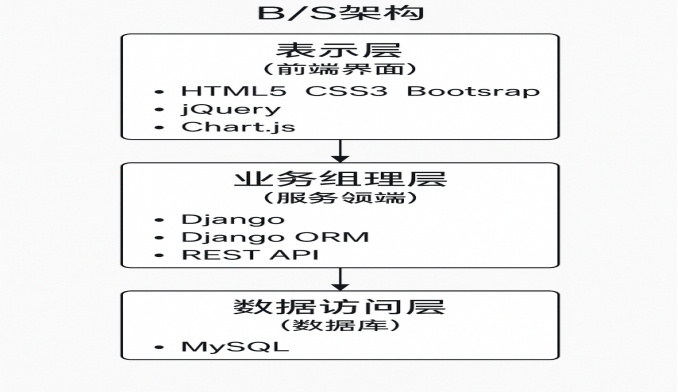 B/S架构
表示层
(前端界面)
• HTML5 CSS3 Bootsrap
• jQuery
• Chart.js
业务组理层
(服务领端)
• Django
• Django ORM
• REST API
数据访问层
(数据库)
• MySQL